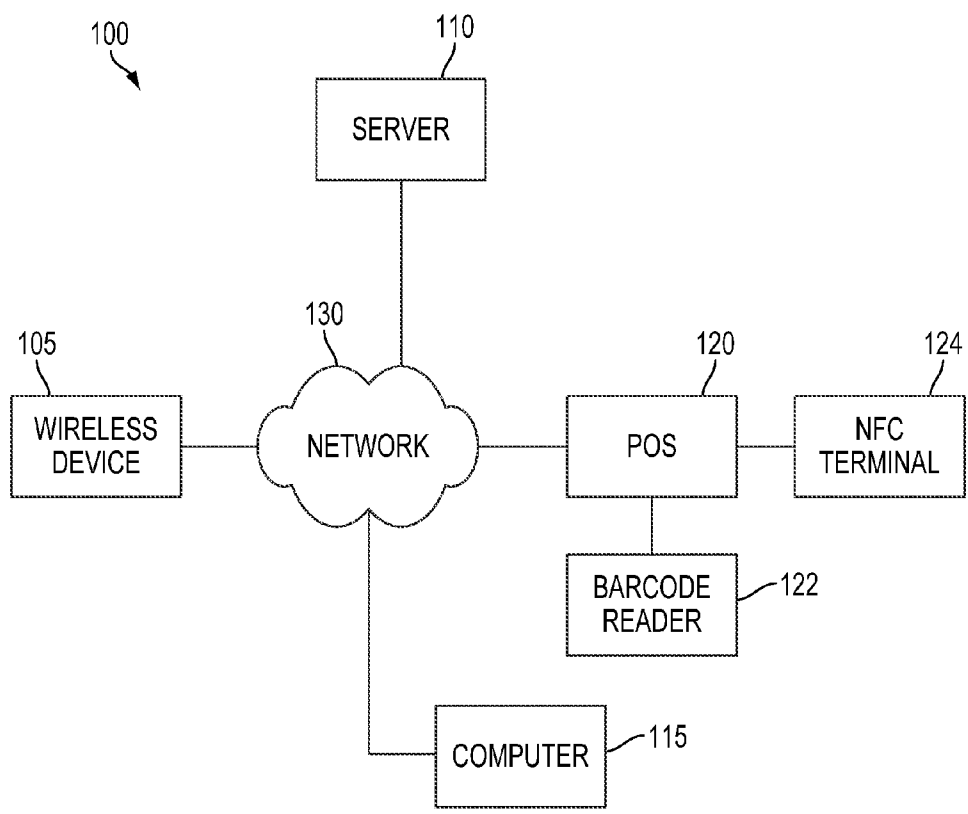 100
110
SERVER
130
105
120
124
WIRELESS
DEVICE
NETWORK
POS
NFC
TERMINAL
BARCODE
READER
122
COMPUTER
115